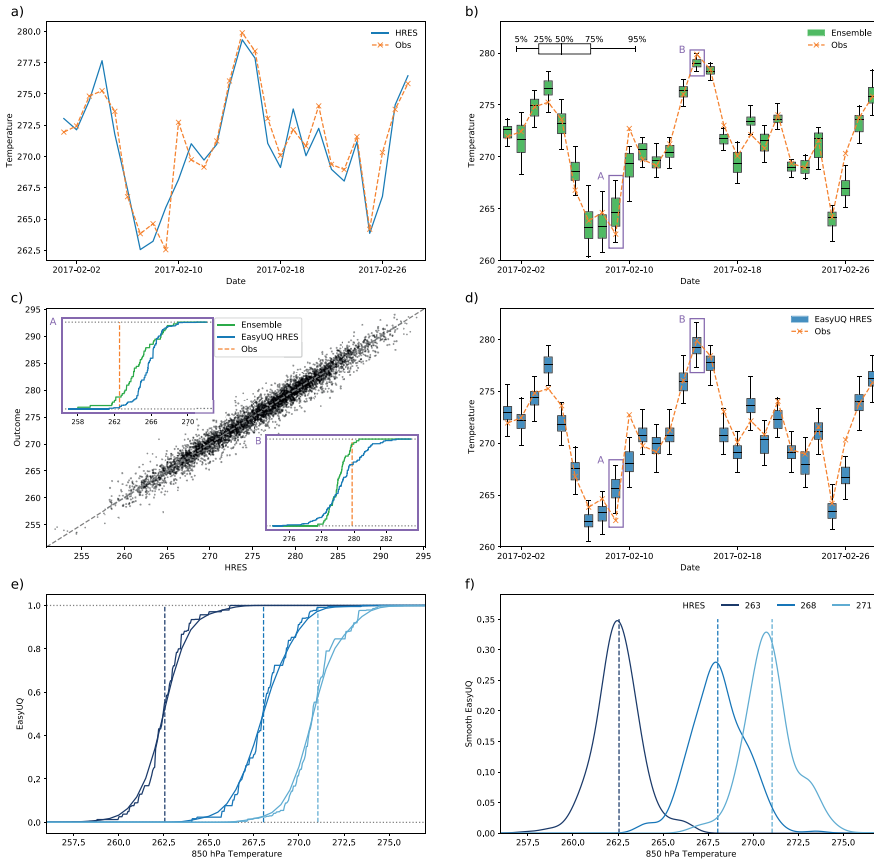 a)
280.0
277.5
275.0
272.5
270.0
267.5
265.0
262.5
Temperature
2017-02-02
2017-02-10
2017-02-18
2017-02-26
Date
HRES
Obs
b)
280
275
270
265
260
Temperature
5%
25%
50%
75%
95%
Ensemble
Obs
A
B
2017-02-02
2017-02-10
2017-02-18
2017-02-26
Date
c)
295
290
285
280
275
270
265
260
255
Outcome
A
258
262
266
270
Ensemble
EasyUQ HRES
Obs
B
276
278
280
282
255
260
265
270
275
280
285
290
295
HRES
d)
280
275
270
265
260
Temperature
EasyUQ HRES
Obs
A
B
2017-02-02
2017-02-10
2017-02-18
2017-02-26
Date
e)
1.0
0.8
0.6
0.4
0.2
0.0
EasyUQ
257.5
260.0
262.5
265.0
267.5
270.0
272.5
275.0
850 hPa Temperature
f)
0.35
0.30
0.25
0.20
0.15
0.10
0.05
0.00
Smooth EasyUQ
HRES
263
268
271
257.5
260.0
262.5
265.0
267.5
270.0
272.5
275.0
850 hPa Temperature